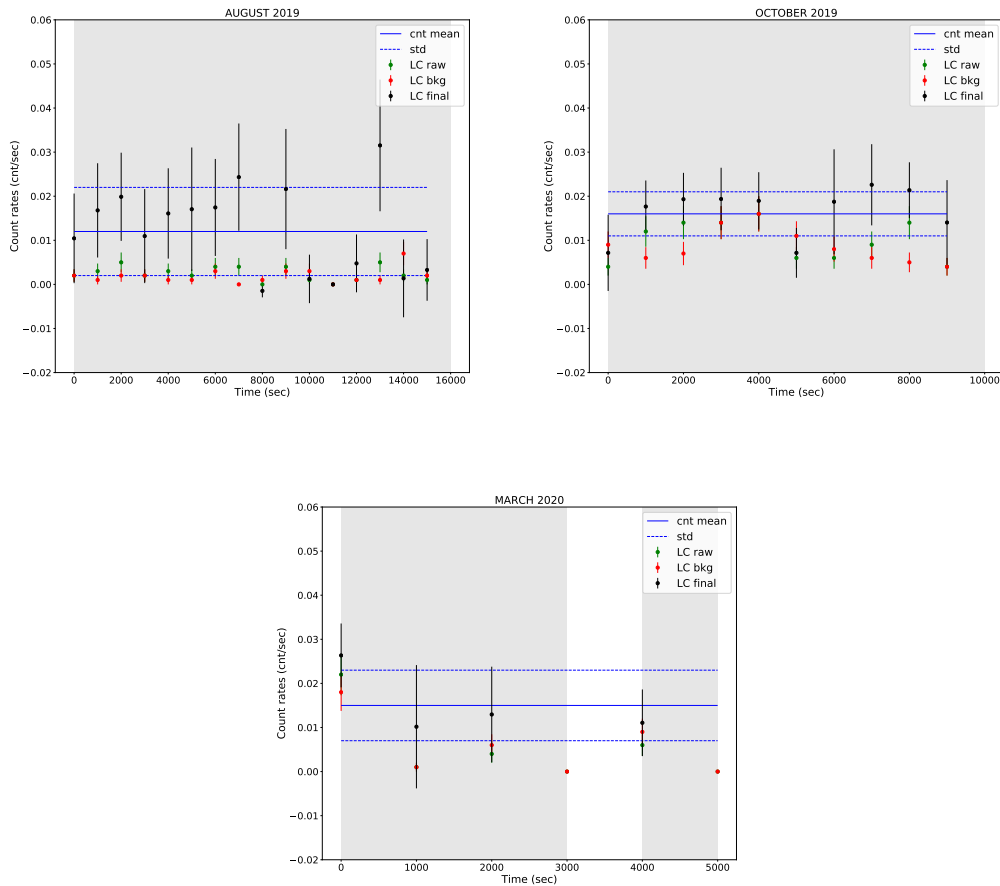 AUGUST 2019
0.06
0.05
0.04
0.03
0.02
0.01
0.00
−0.01
−0.02
Count rates (cnt/sec)
cnt mean
std
LC raw
LC bkg
LC final
0 2000 4000 6000 8000 10000 12000 14000 16000
Time (sec)
OCTOBER 2019
0.06
0.05
0.04
0.03
0.02
0.01
0.00
−0.01
−0.02
Count rates (cnt/sec)
cnt mean
std
LC raw
LC bkg
LC final
0 2000 4000 6000 8000 10000
Time (sec)
MARCH 2020
0.06
0.05
0.04
0.03
0.02
0.01
0.00
−0.01
−0.02
Count rates (cnt/sec)
cnt mean
std
LC raw
LC bkg
LC final
0 1000 2000 3000 4000 5000
Time (sec)